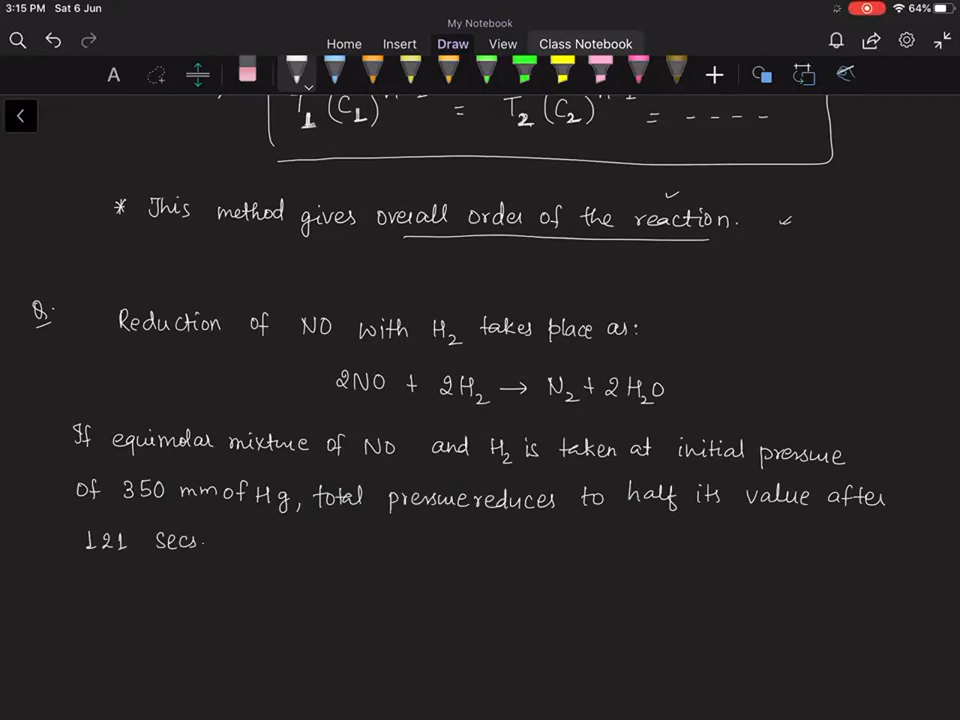 3:15 PM Sat 6 Jun
64%
My Notebook
Home Insert Draw View Class Notebook
A
T₁ (C₁)ⁿ⁻¹ = T₂ (C₂)ⁿ⁻¹ = ----
* This method gives overall order of the reaction.
Q.
Reduction of NO with H₂ takes place as:
2NO + 2H₂ → N₂ + 2H₂O
If equimolar mixture of NO and H₂ is taken at initial pressure
of 350 mm of Hg, total pressure reduces to half its value after
121 secs.